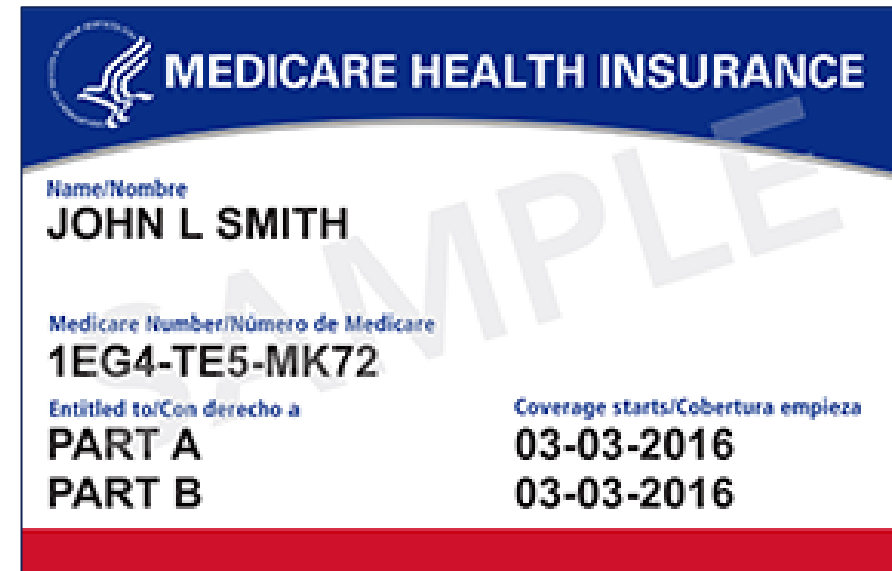 MEDICARE HEALTH INSURANCE
SAMPLE
Name/Nombre
JOHN L SMITH
Medicare Number/Número de Medicare
1EG4-TE5-MK72
Entitled to/Con derecho a Coverage starts/Cobertura empieza
PART A 03-03-2016
PART B 03-03-2016